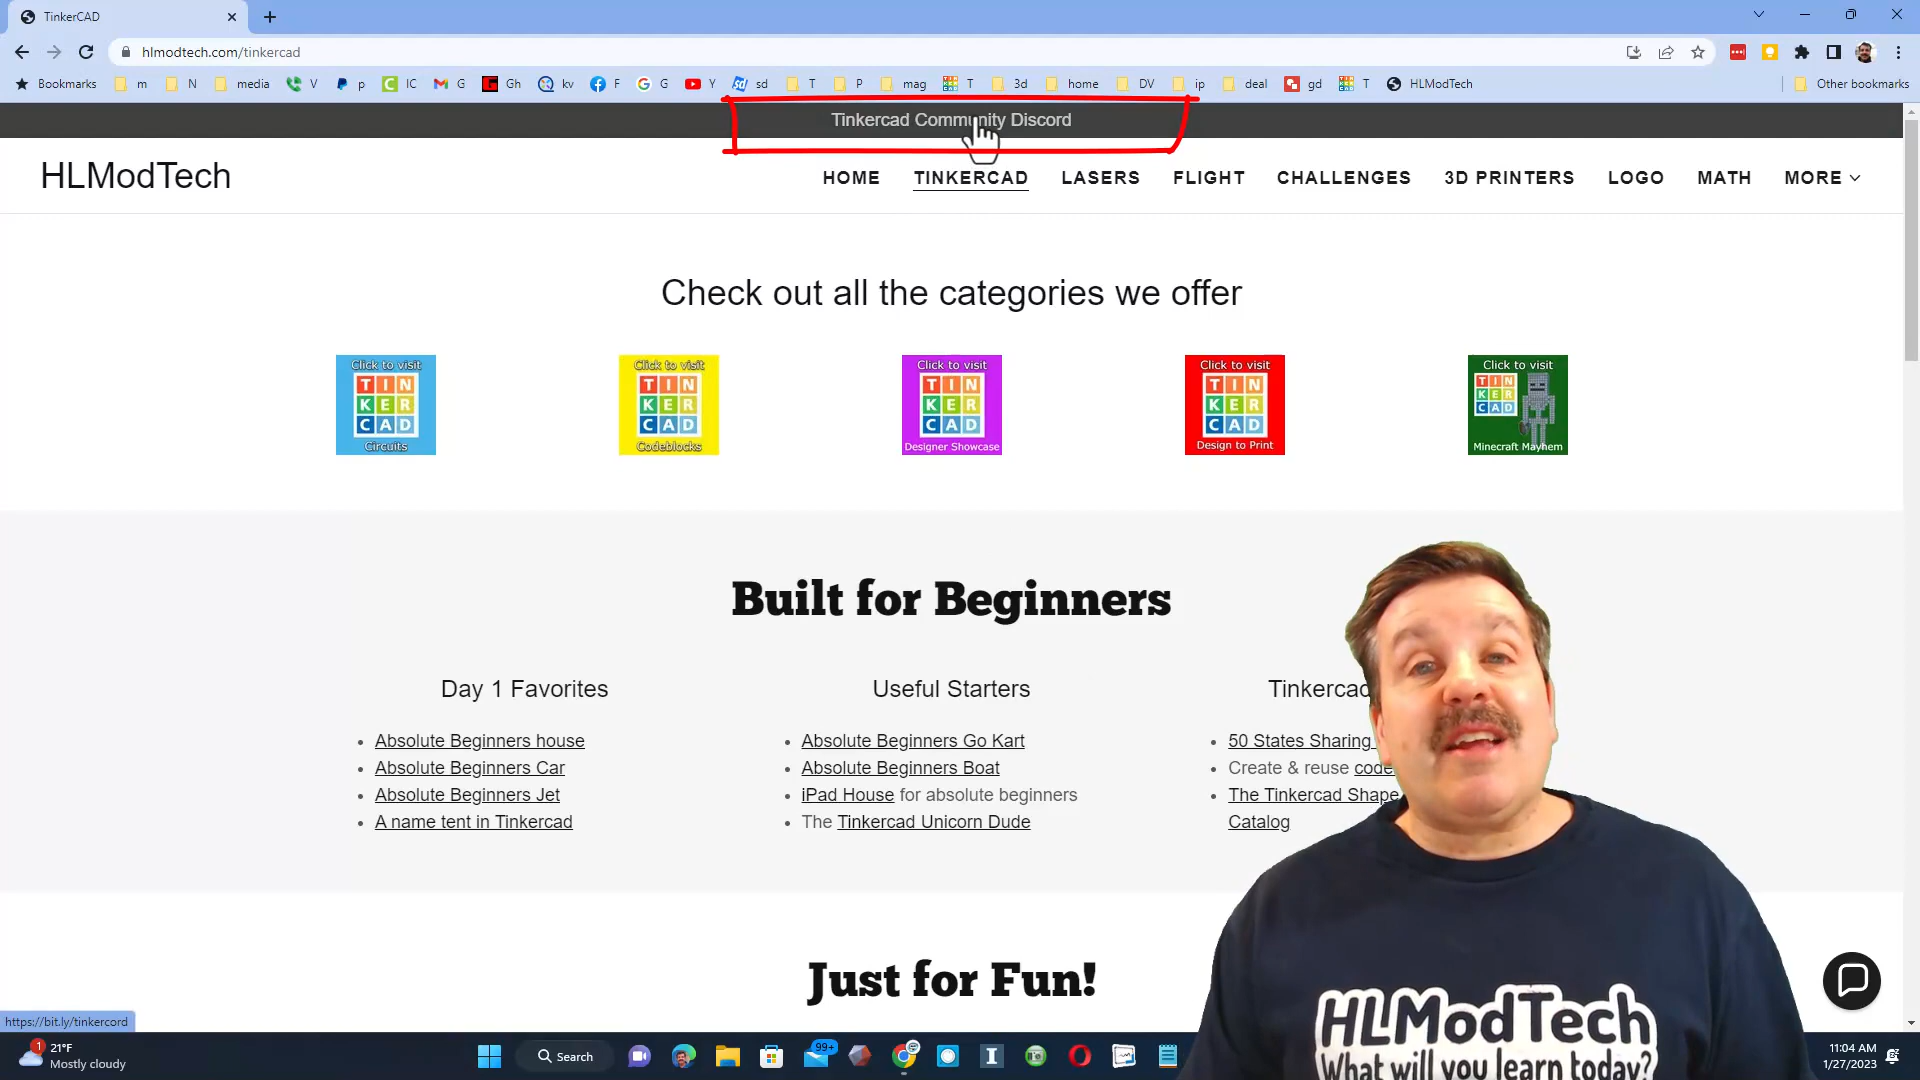 TinkerCAD
hlmodtech.com/tinkercad
Bookmarks m N media V p IC G Gh kv F G Y sd T P mag T 3d home DV ip deal gd T HLModTech Other bookmarks
Tinkercad Community Discord
HLModTech
HOME TINKERCAD LASERS FLIGHT CHALLENGES 3D PRINTERS LOGO MATH MORE
Check out all the categories we offer
Click to visit
TIN
KER
CAD
Circuits
Click to visit
TIN
KER
CAD
Codeblocks
Click to visit
TIN
KER
CAD
Designer Showcase
Click to visit
TIN
KER
CAD
Design to Print
Click to visit
TIN
KER
CAD
Minecraft Mayhem
Built for Beginners
Day 1 Favorites
Absolute Beginners house
Absolute Beginners Car
Absolute Beginners Jet
A name tent in Tinkercad
Useful Starters
Absolute Beginners Go Kart
Absolute Beginners Boat
iPad House for absolute beginners
The Tinkercad Unicorn Dude
Tinkercad
50 States Sharing
Create & reuse code
The Tinkercad Shape
Catalog
Just for Fun!
HLModTech
What will you learn today?
https://bit.ly/tinkercord
1
21°F
Mostly cloudy
Search
99+
11:04 AM
1/27/2023